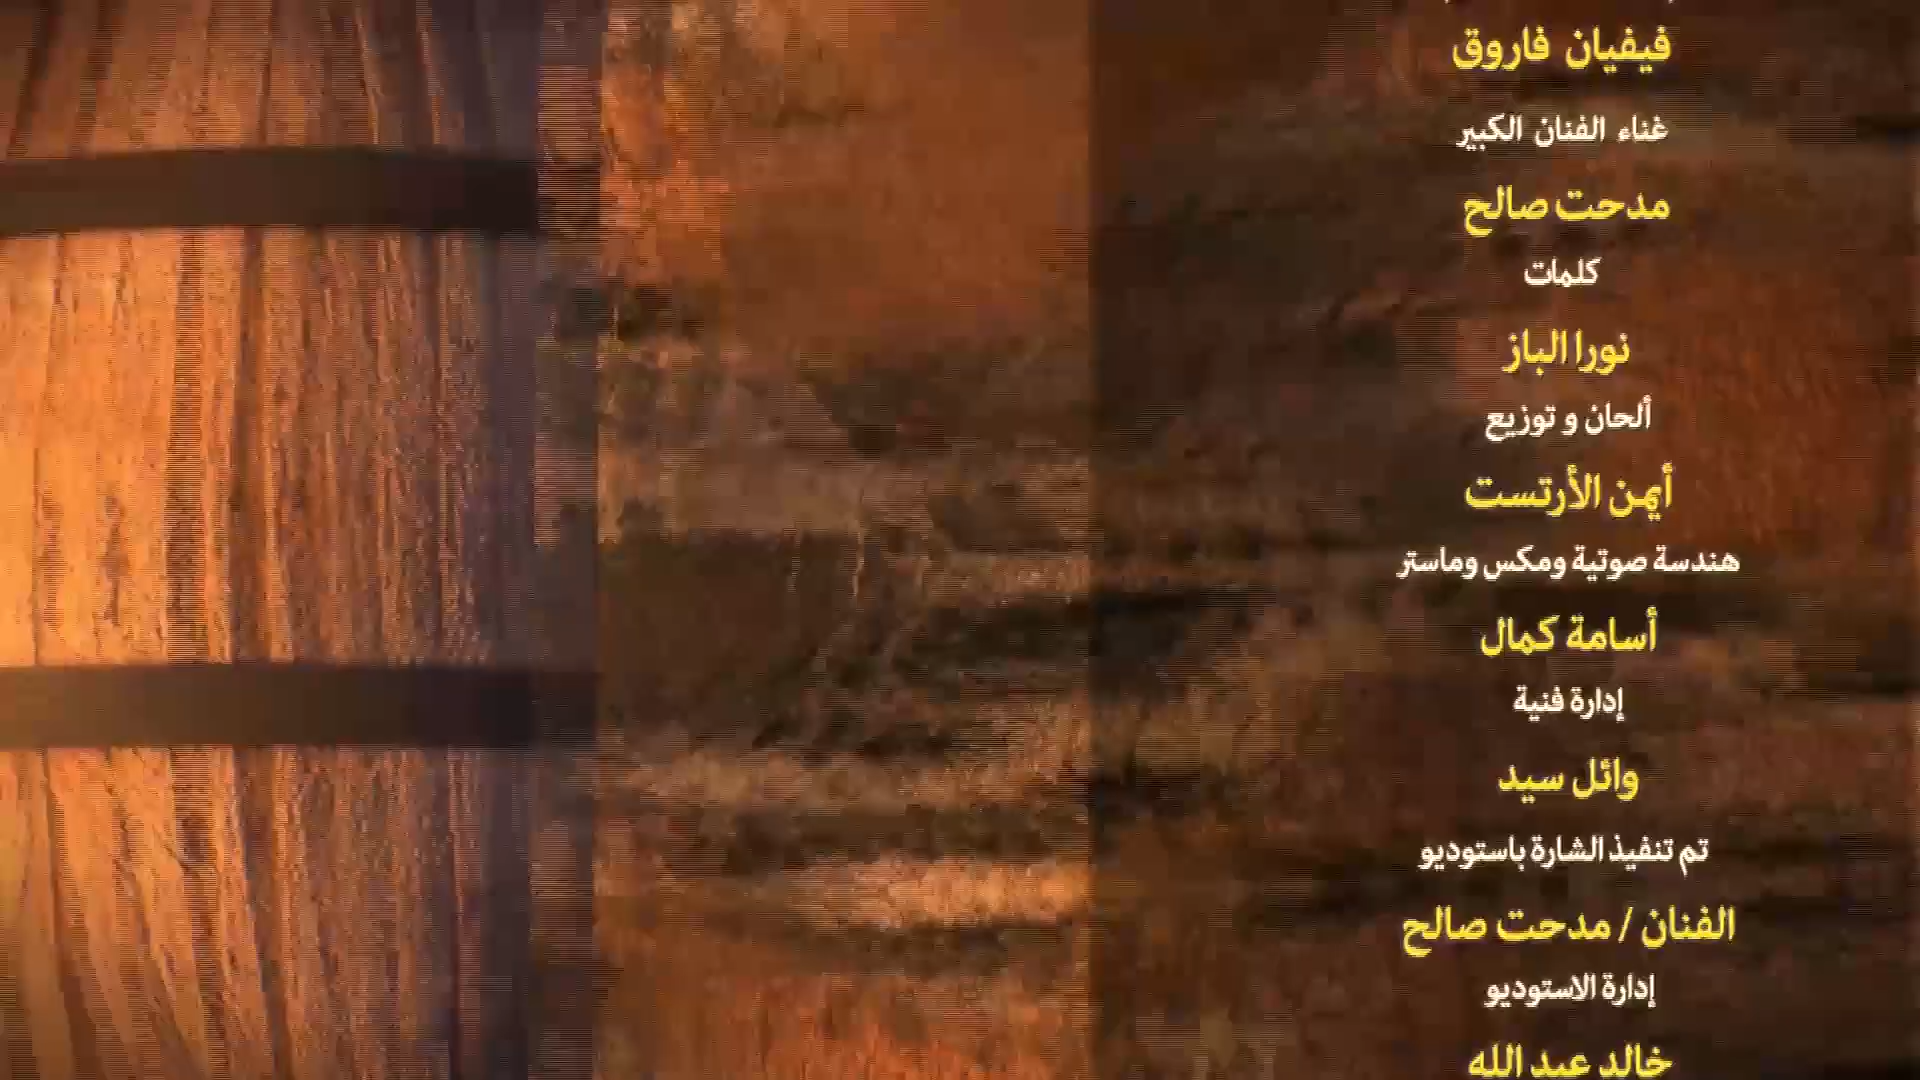 فيفيان فاروق
غناء الفنان الكبير
مدحت صالح
كلمات
نورا الباز
ألحان و توزيع
أيمن الأرتست
هندسة صوتية ومكس وماستر
أسامة كمال
إدارة فنية
وائل سيد
تم تنفيذ الشارة باستوديو
الفنان / مدحت صالح
إدارة الاستوديو
خالد عبد الله